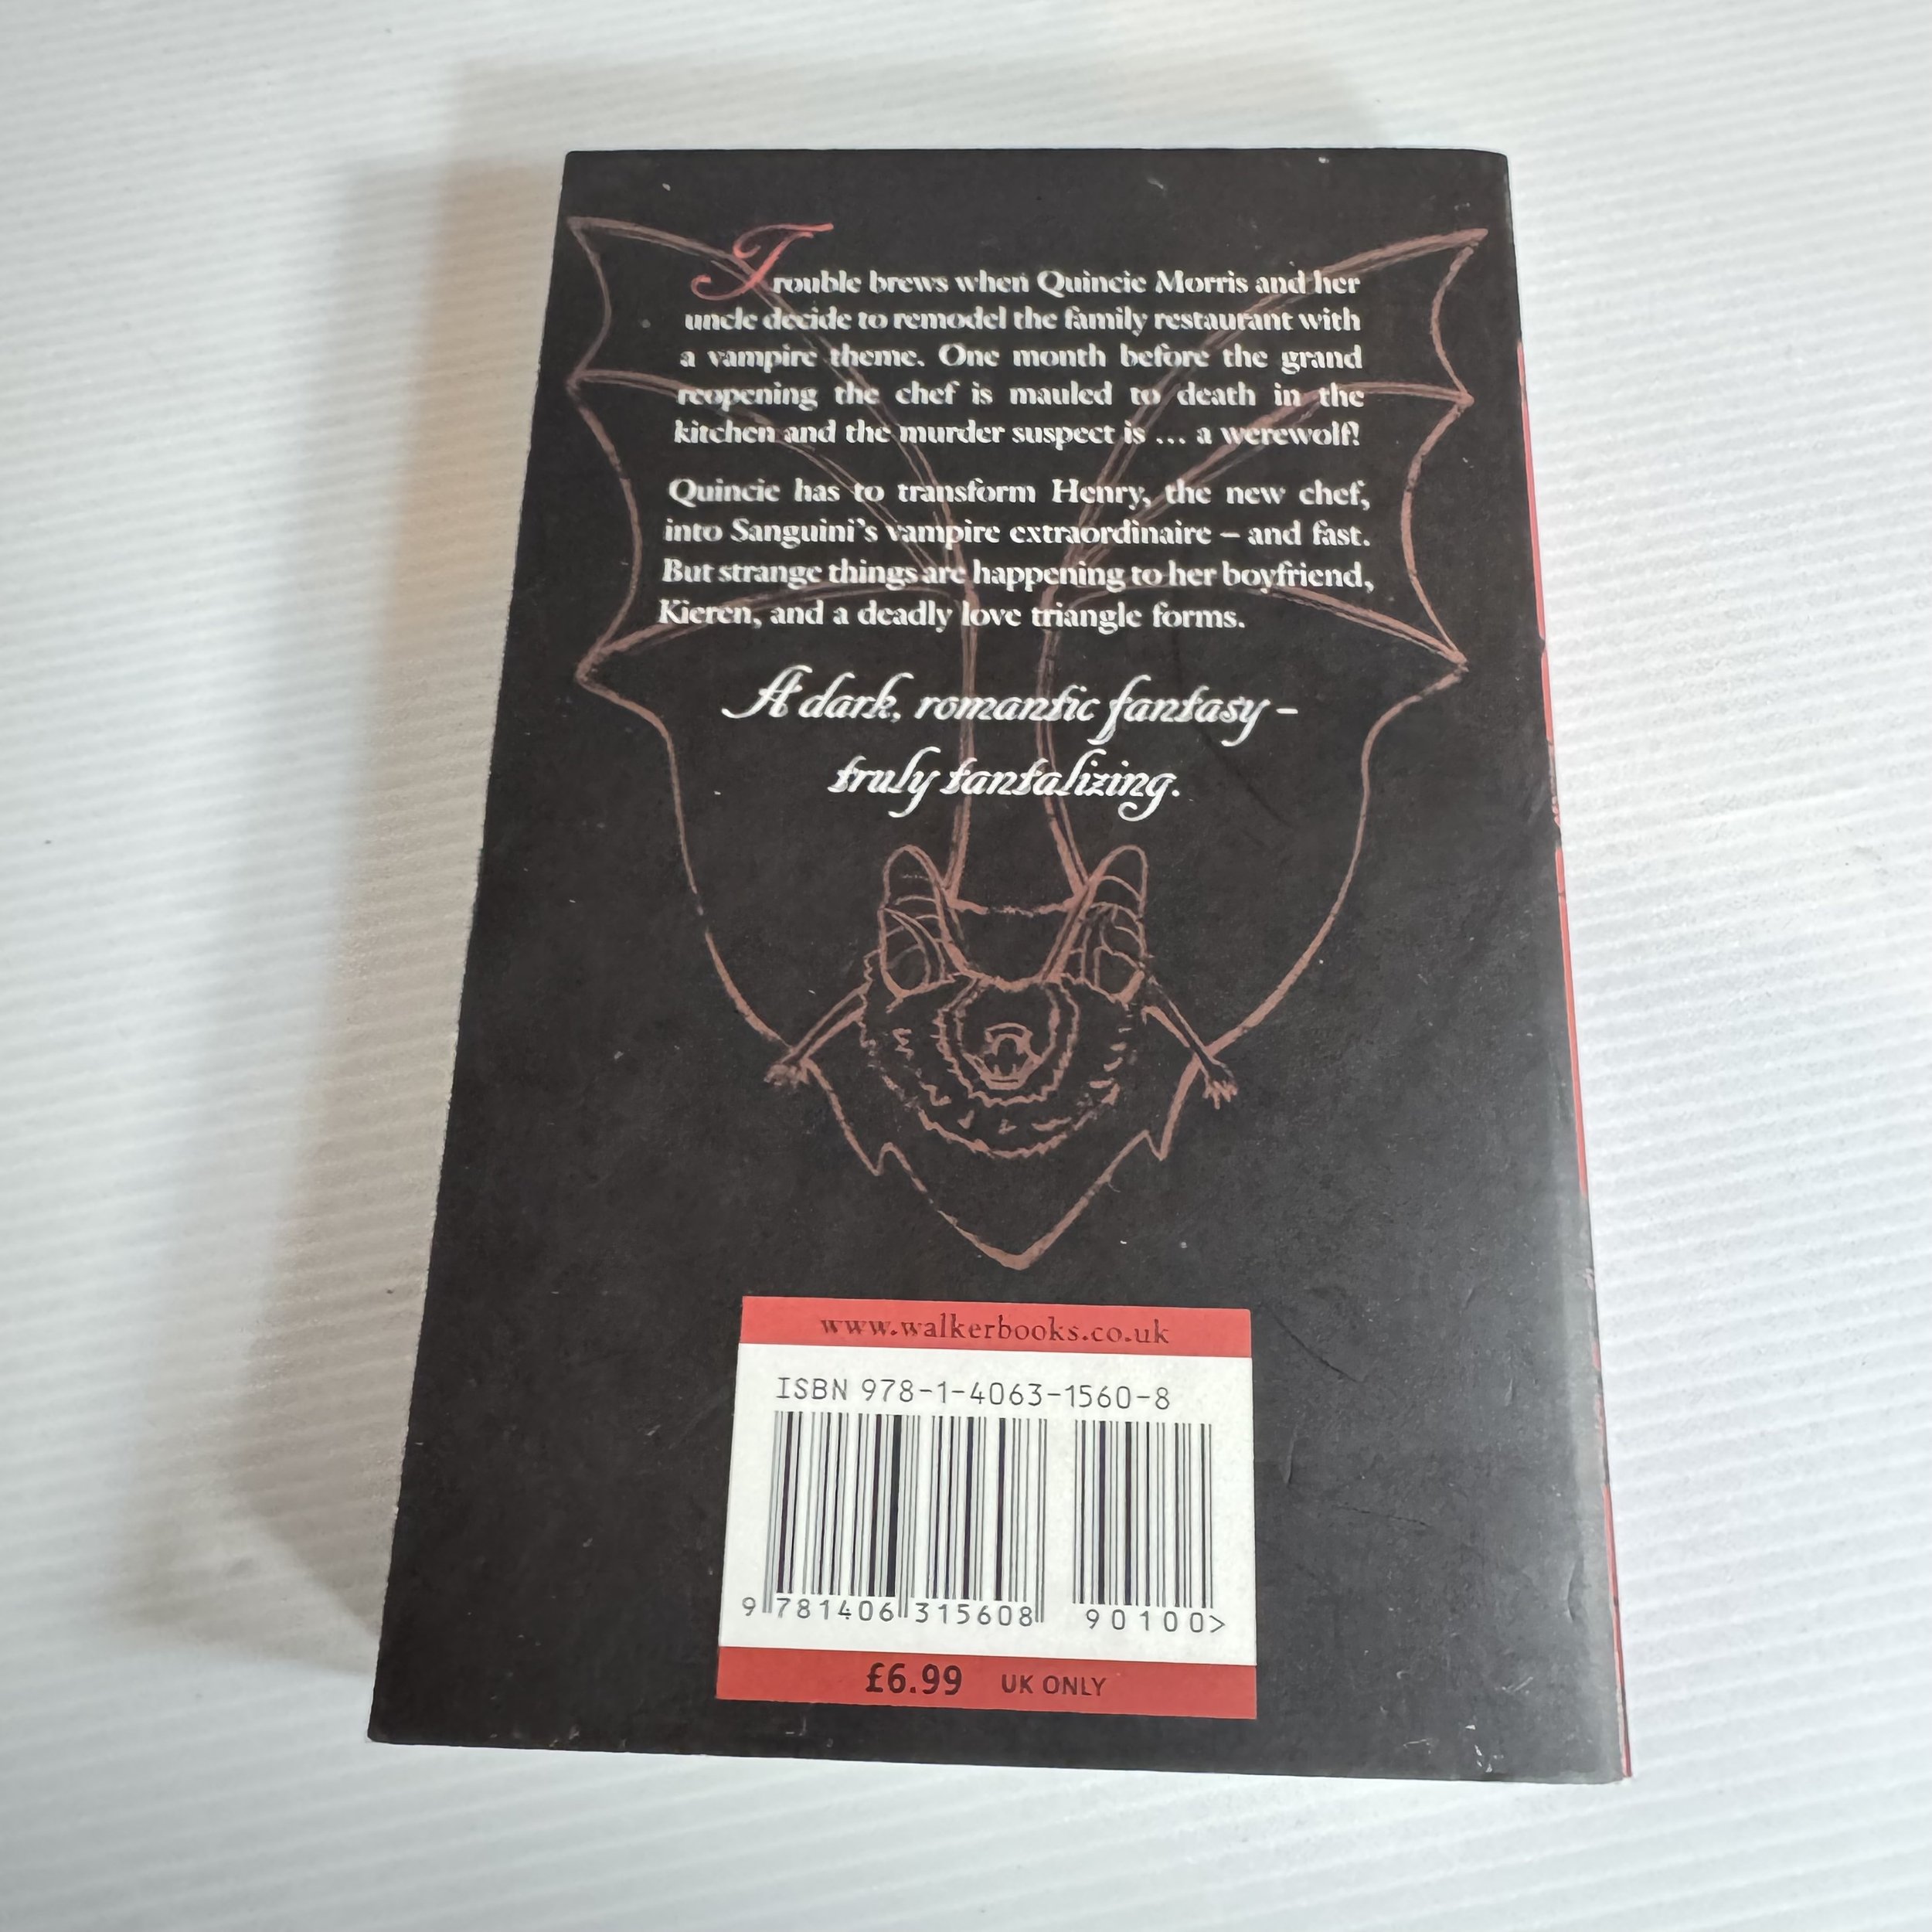 Trouble brews when Quincie Morris and her
uncle decide to remodel the family restaurant with
a vampire theme. One month before the grand
reopening the chef is mauled to death in the
kitchen and the murder suspect is ... a werewolf!
Quincie has to transform Henry, the new chef,
into Sanguini's vampire extraordinaire – and fast.
But strange things are happening to her boyfriend,
Kieren, and a deadly love triangle forms.
A dark, romantic fantasy –
truly tantalizing.
www.walkerbooks.co.uk
ISBN 978-1-4063-1560-8
9 781406 315608 90100>
£6.99 UK ONLY